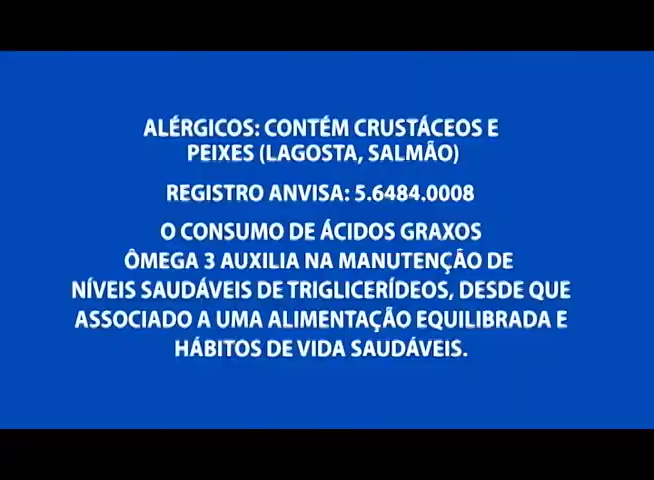 ALÉRGICOS: CONTÉM CRUSTÁCEOS E
PEIXES (LAGOSTA, SALMÃO)
REGISTRO ANVISA: 5.6484.0008
O CONSUMO DE ÁCIDOS GRAXOS
ÔMEGA 3 AUXILIA NA MANUTENÇÃO DE
NÍVEIS SAUDÁVEIS DE TRIGLICERÍDEOS, DESDE QUE
ASSOCIADO A UMA ALIMENTAÇÃO EQUILIBRADA E
HÁBITOS DE VIDA SAUDÁVEIS.